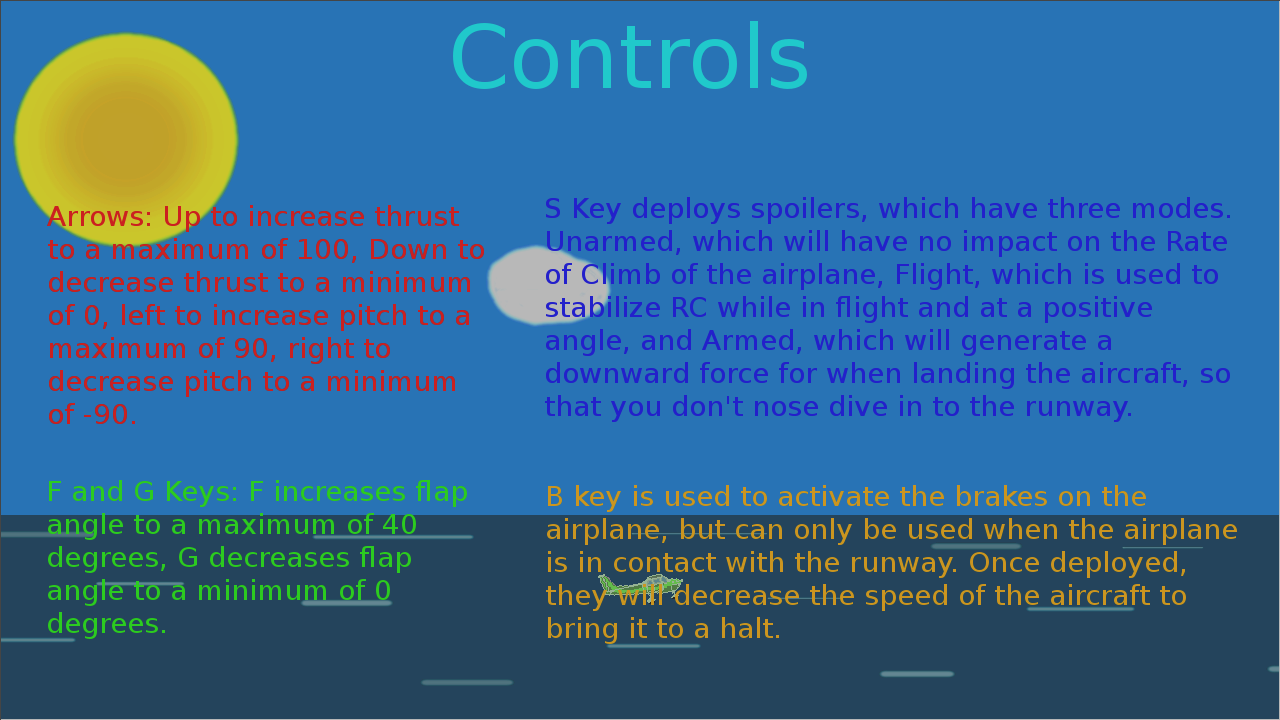 Controls
Arrows: Up to increase thrust
to a maximum of 100, Down to
decrease thrust to a minimum
of 0, left to increase pitch to a
maximum of 90, right to
decrease pitch to a minimum
of -90.
S Key deploys spoilers, which have three modes.
Unarmed, which will have no impact on the Rate
of Climb of the airplane, Flight, which is used to
stabilize RC while in flight and at a positive
angle, and Armed, which will generate a
downward force for when landing the aircraft, so
that you don't nose dive in to the runway.
F and G Keys: F increases flap
angle to a maximum of 40
degrees, G decreases flap
angle to a minimum of 0
degrees.
B key is used to activate the brakes on the
airplane, but can only be used when the airplane
is in contact with the runway. Once deployed,
they will decrease the speed of the aircraft to
bring it to a halt.